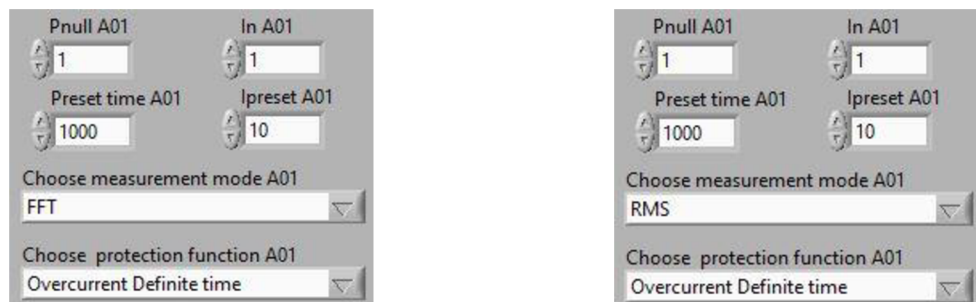 Pnull A01 In A01
1 1
Preset time A01 Ipreset A01
1000 10
Choose measurement mode A01
FFT
Choose protection function A01
Overcurrent Definite time
Pnull A01 In A01
1 1
Preset time A01 Ipreset A01
1000 10
Choose measurement mode A01
RMS
Choose protection function A01
Overcurrent Definite time